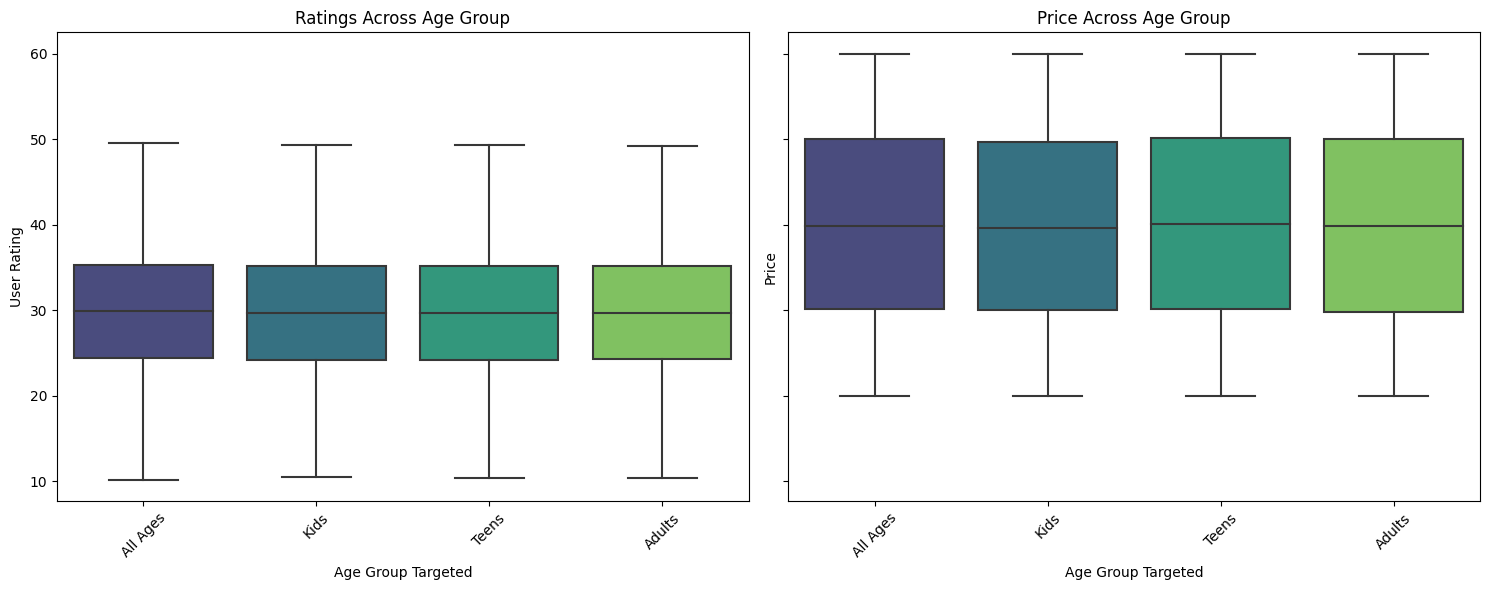 Ratings Across Age Group
User Rating
60
50
40
30
20
10
All Ages
Kids
Teens
Adults
Age Group Targeted
Price Across Age Group
Price
All Ages
Kids
Teens
Adults
Age Group Targeted